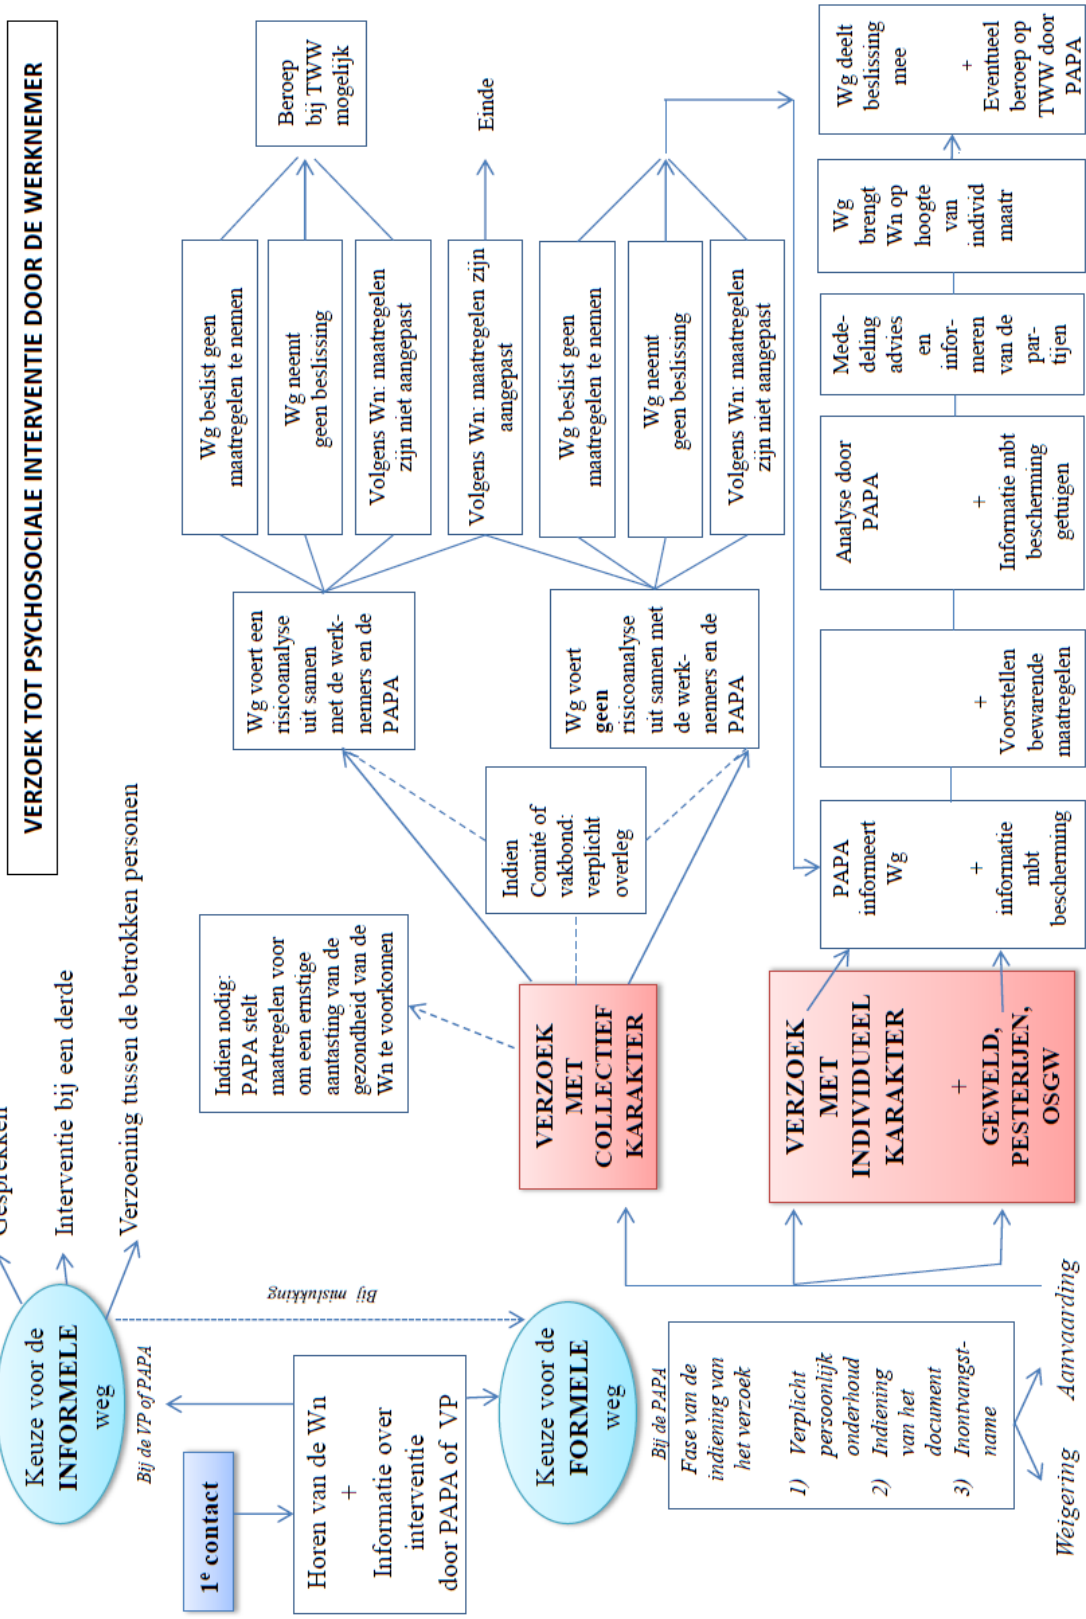 VERZOEK TOT PSYCHOSOCIALE INTERVENTIE DOOR DE WERKNEMER
1e contact
Horen van de Wn
+
Informatie over
interventie
door PAPA of VP
Bij de VP of PAPA
Keuze voor de
INFORMELE
weg
Gesprekken
Interventie bij een derde
Verzoening tussen de betrokken personen
Bij mislukking
Keuze voor de
FORMELE
weg
Bij de PAPA
Fase van de
indiening van
het verzoek
1) Verplicht
persoonlijk
onderhoud
2) Indiening
van het
document
3) Inontvangst-
name
Weigering
Aanvaarding
VERZOEK
MET
COLLECTIEF
KARAKTER
Indien nodig:
PAPA stelt
maatregelen voor
om een ernstige
aantasting van de
gezondheid van de
Wn te voorkomen
Indien
Comité of
vakbond:
verplicht
overleg
Wg voert een
risicoanalyse
uit samen
met de werk-
nemers en de
PAPA
Wg voert
geen
risicoanalyse
uit samen met
de werk-
nemers en de
PAPA
Wg beslist geen
maatregelen te nemen
Wg neemt
geen beslissing
Volgens Wn: maatregelen
zijn niet aangepast
Volgens Wn: maatregelen zijn
aangepast
Wg beslist geen
maatregelen te nemen
Wg neemt
geen beslissing
Volgens Wn: maatregelen
zijn niet aangepast
Beroep
bij TWW
mogelijk
Einde
VERZOEK
MET
INDIVIDUEEL
KARAKTER
+
GEWELD,
PESTERIJEN,
OSGW
PAPA
informeert
Wg
+
informatie
mbt
bescherming
+
Voorstellen
bewarende
maatregelen
Analyse door
PAPA
+
Informatie mbt
bescherming
getuigen
Mede-
deling
advies
en
infor-
meren
van de
par-
tijen
Wg
brengt
Wn op
hoogte
van
individ
maatr
Wg deelt
beslissing
mee
+
Eventueel
beroep op
TWW door
PAPA